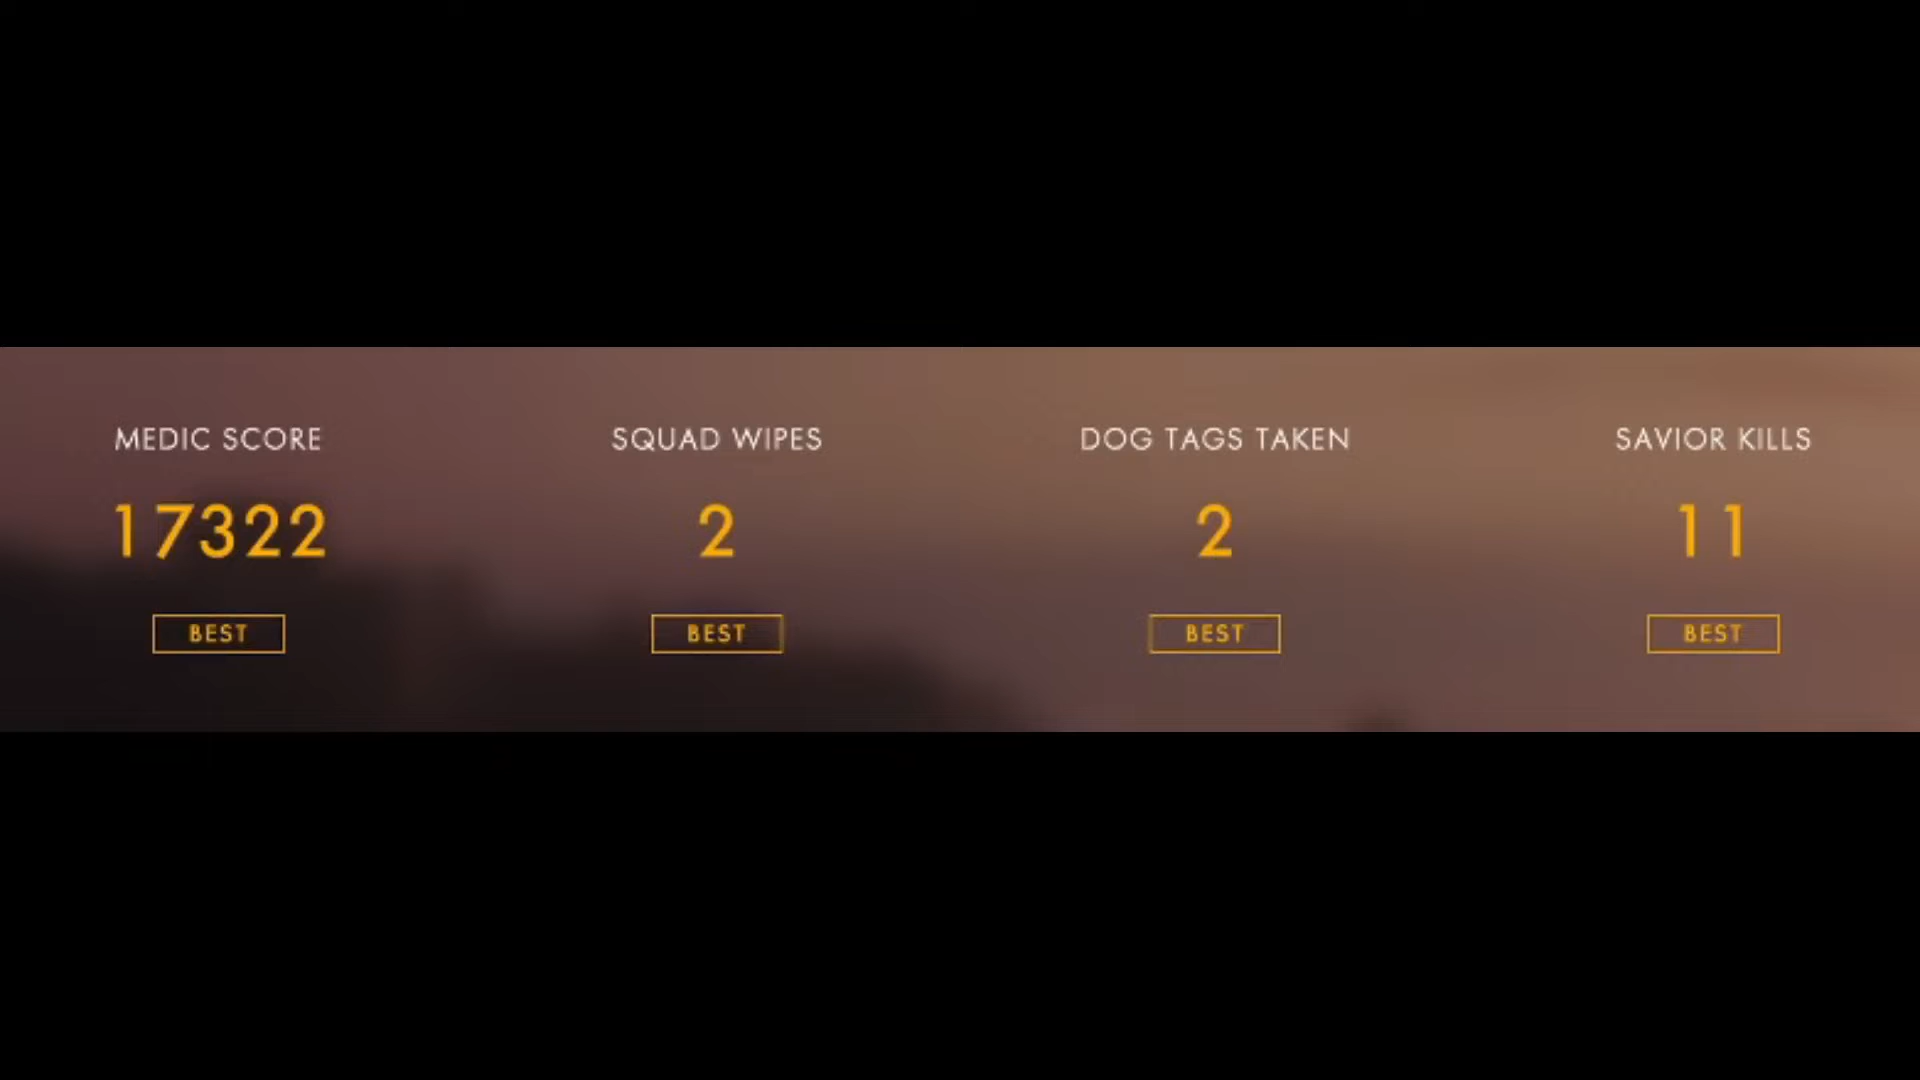 MEDIC SCORE
SQUAD WIPES
DOG TAGS TAKEN
SAVIOR KILLS
17322
2
2
11
BEST
BEST
BEST
BEST